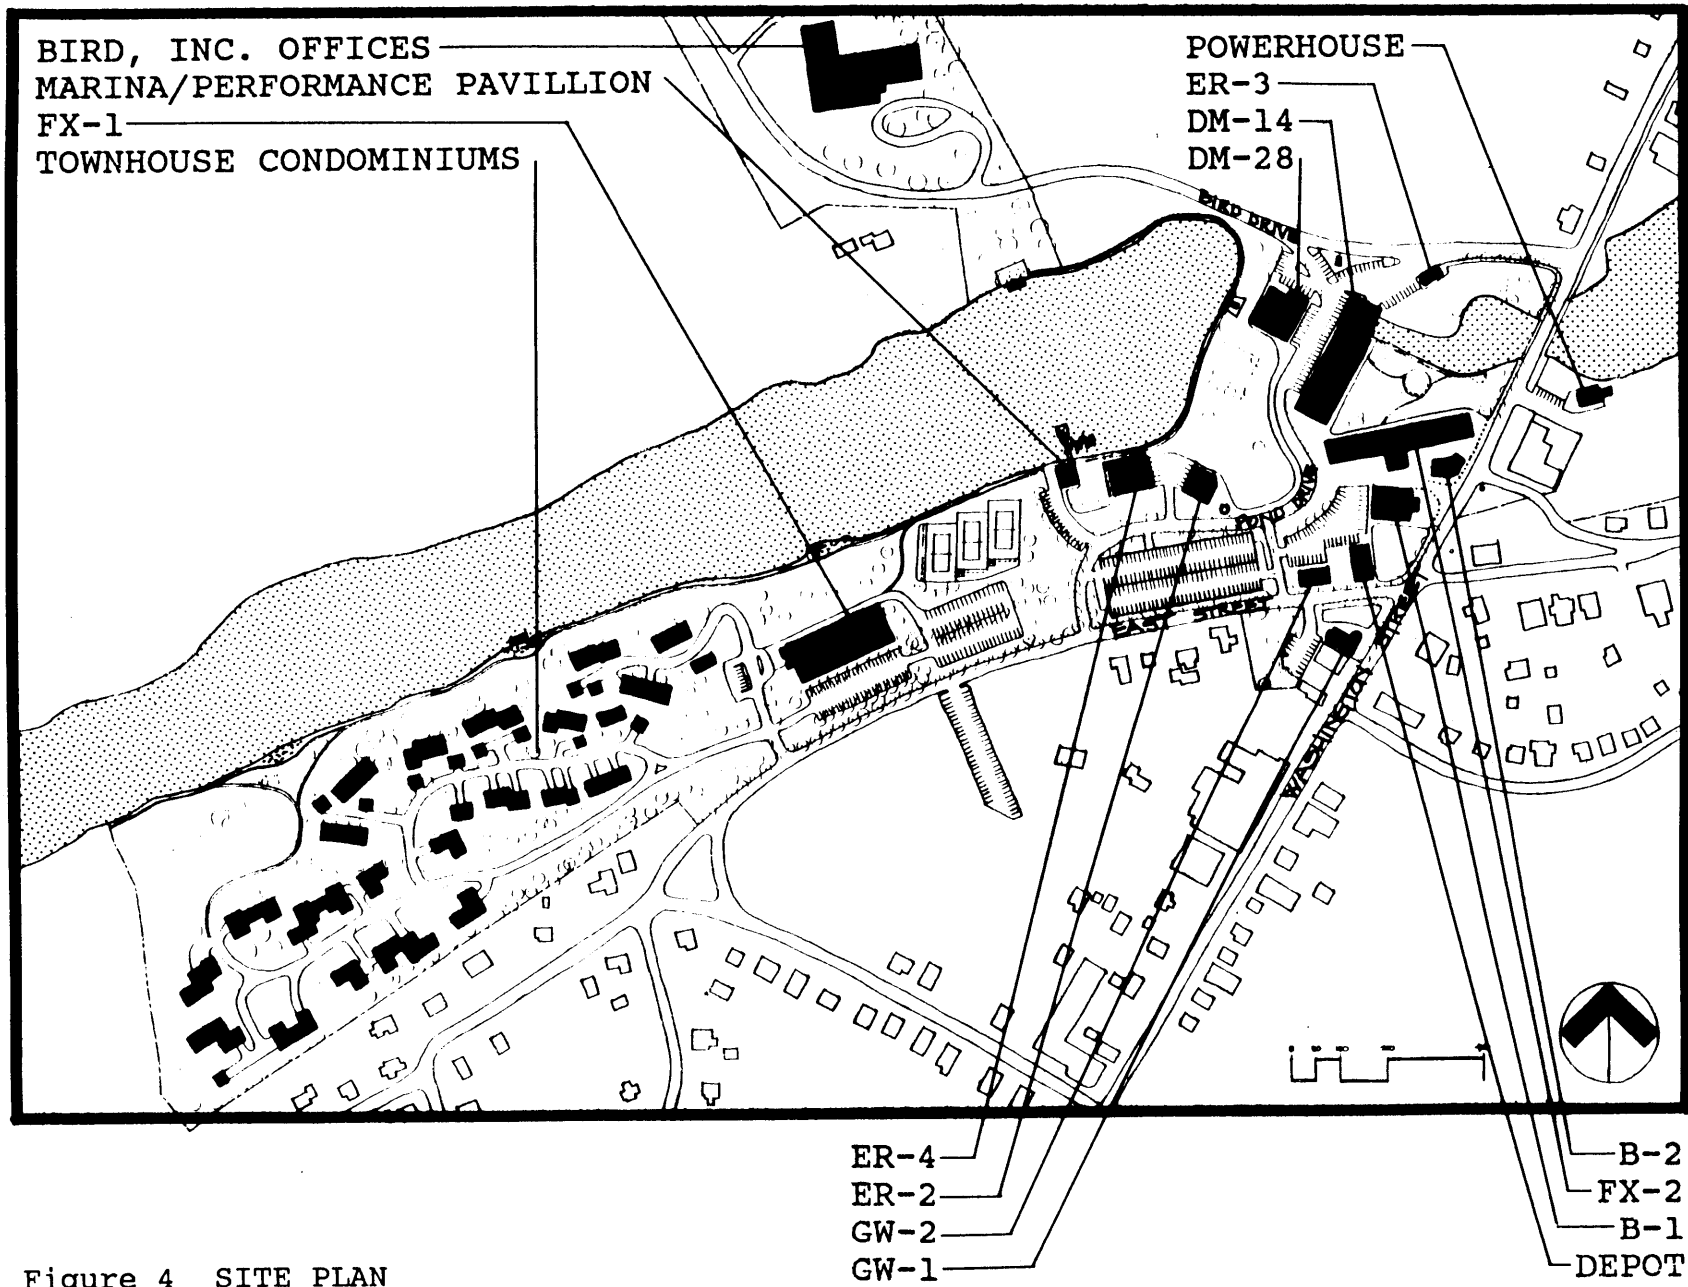 BIRD, INC. OFFICES
MARINA/PERFORMANCE PAVILLION
FX-1
TOWNHOUSE CONDOMINIUMS
POWERHOUSE
ER-3
DM-14
DM-28
BIRD DRIVE
POND DRIVE
EAST STREET
WASHINGTON STREET
ER-4
ER-2
GW-2
GW-1
B-2
FX-2
B-1
DEPOT
Figure 4 SITE PLAN